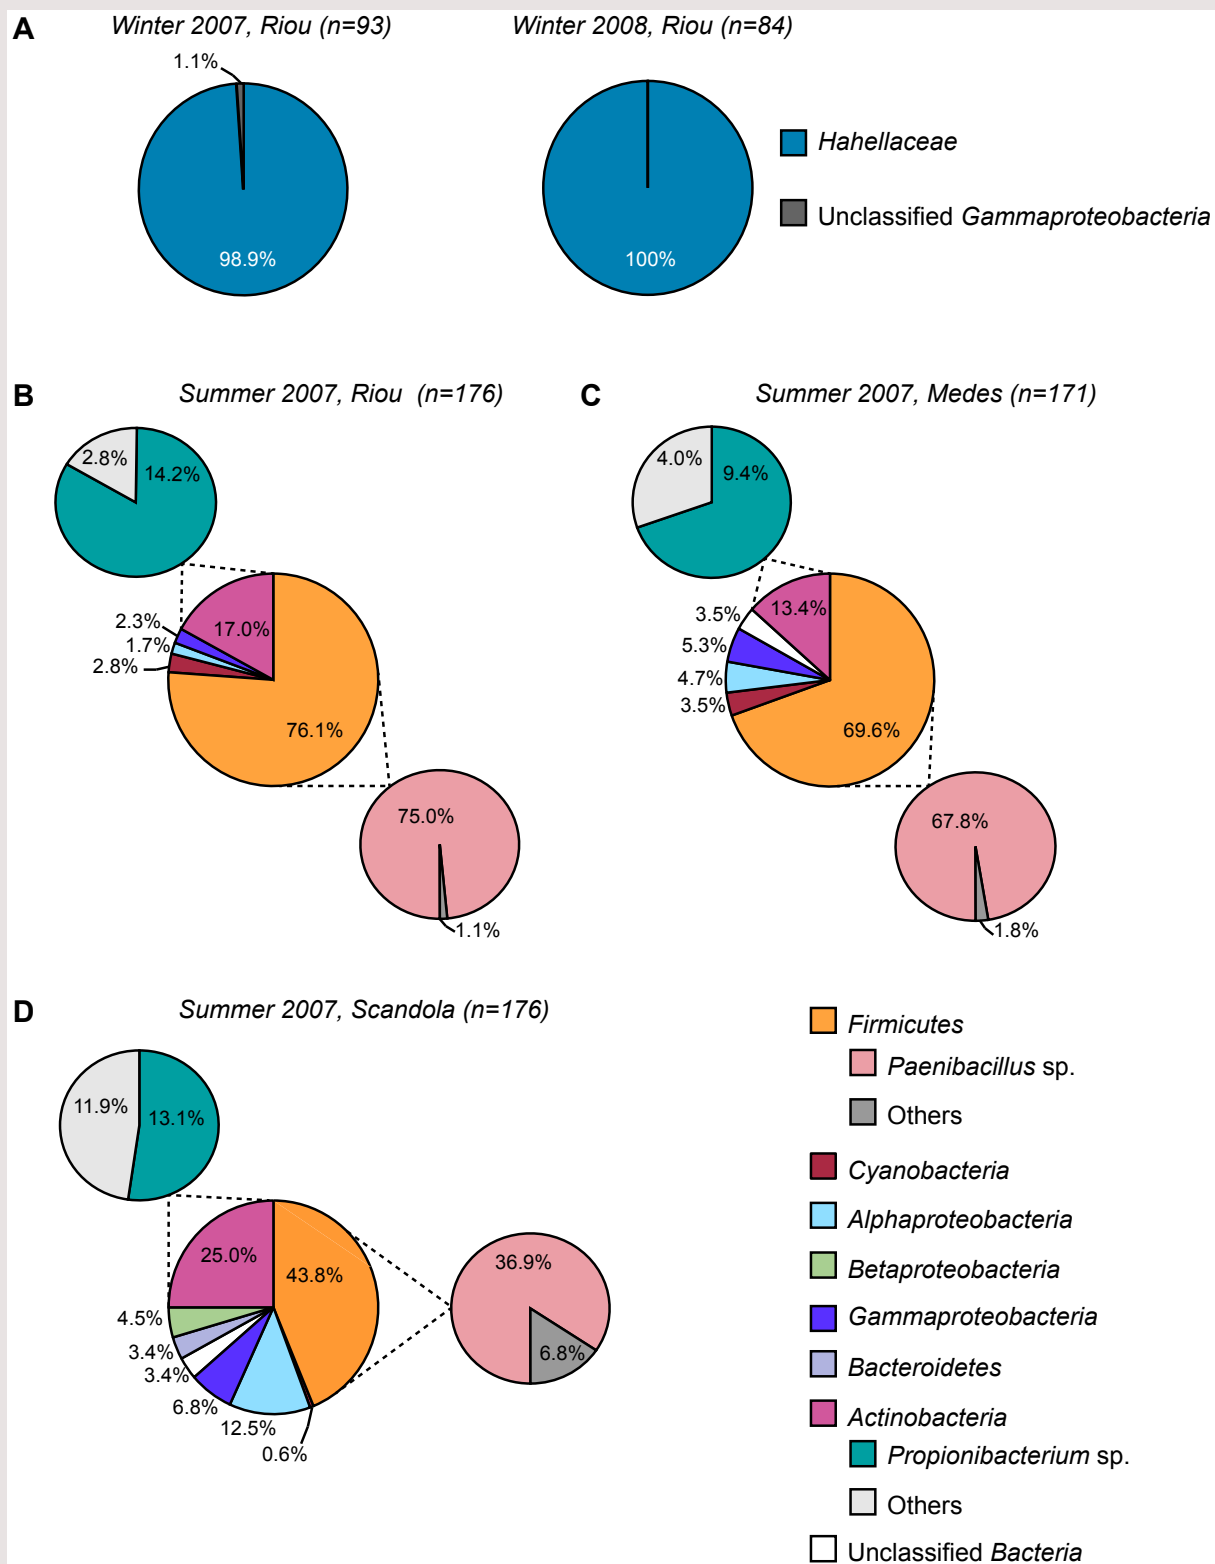 A
Winter 2007, Riou (n=93)
Winter 2008, Riou (n=84)
1.1%
98.9%
100%
Hahellaceae
Unclassified Gammaproteobacteria
B
Summer 2007, Riou (n=176)
2.8%
14.2%
17.0%
2.3%
1.7%
2.8%
76.1%
75.0%
1.1%
C
Summer 2007, Medes (n=171)
4.0%
9.4%
13.4%
3.5%
5.3%
4.7%
3.5%
69.6%
67.8%
1.8%
D
Summer 2007, Scandola (n=176)
11.9%
13.1%
25.0%
43.8%
4.5%
3.4%
3.4%
6.8%
12.5%
0.6%
36.9%
6.8%
Firmicutes
Paenibacillus sp.
Others
Cyanobacteria
Alphaproteobacteria
Betaproteobacteria
Gammaproteobacteria
Bacteroidetes
Actinobacteria
Propionibacterium sp.
Others
Unclassified Bacteria